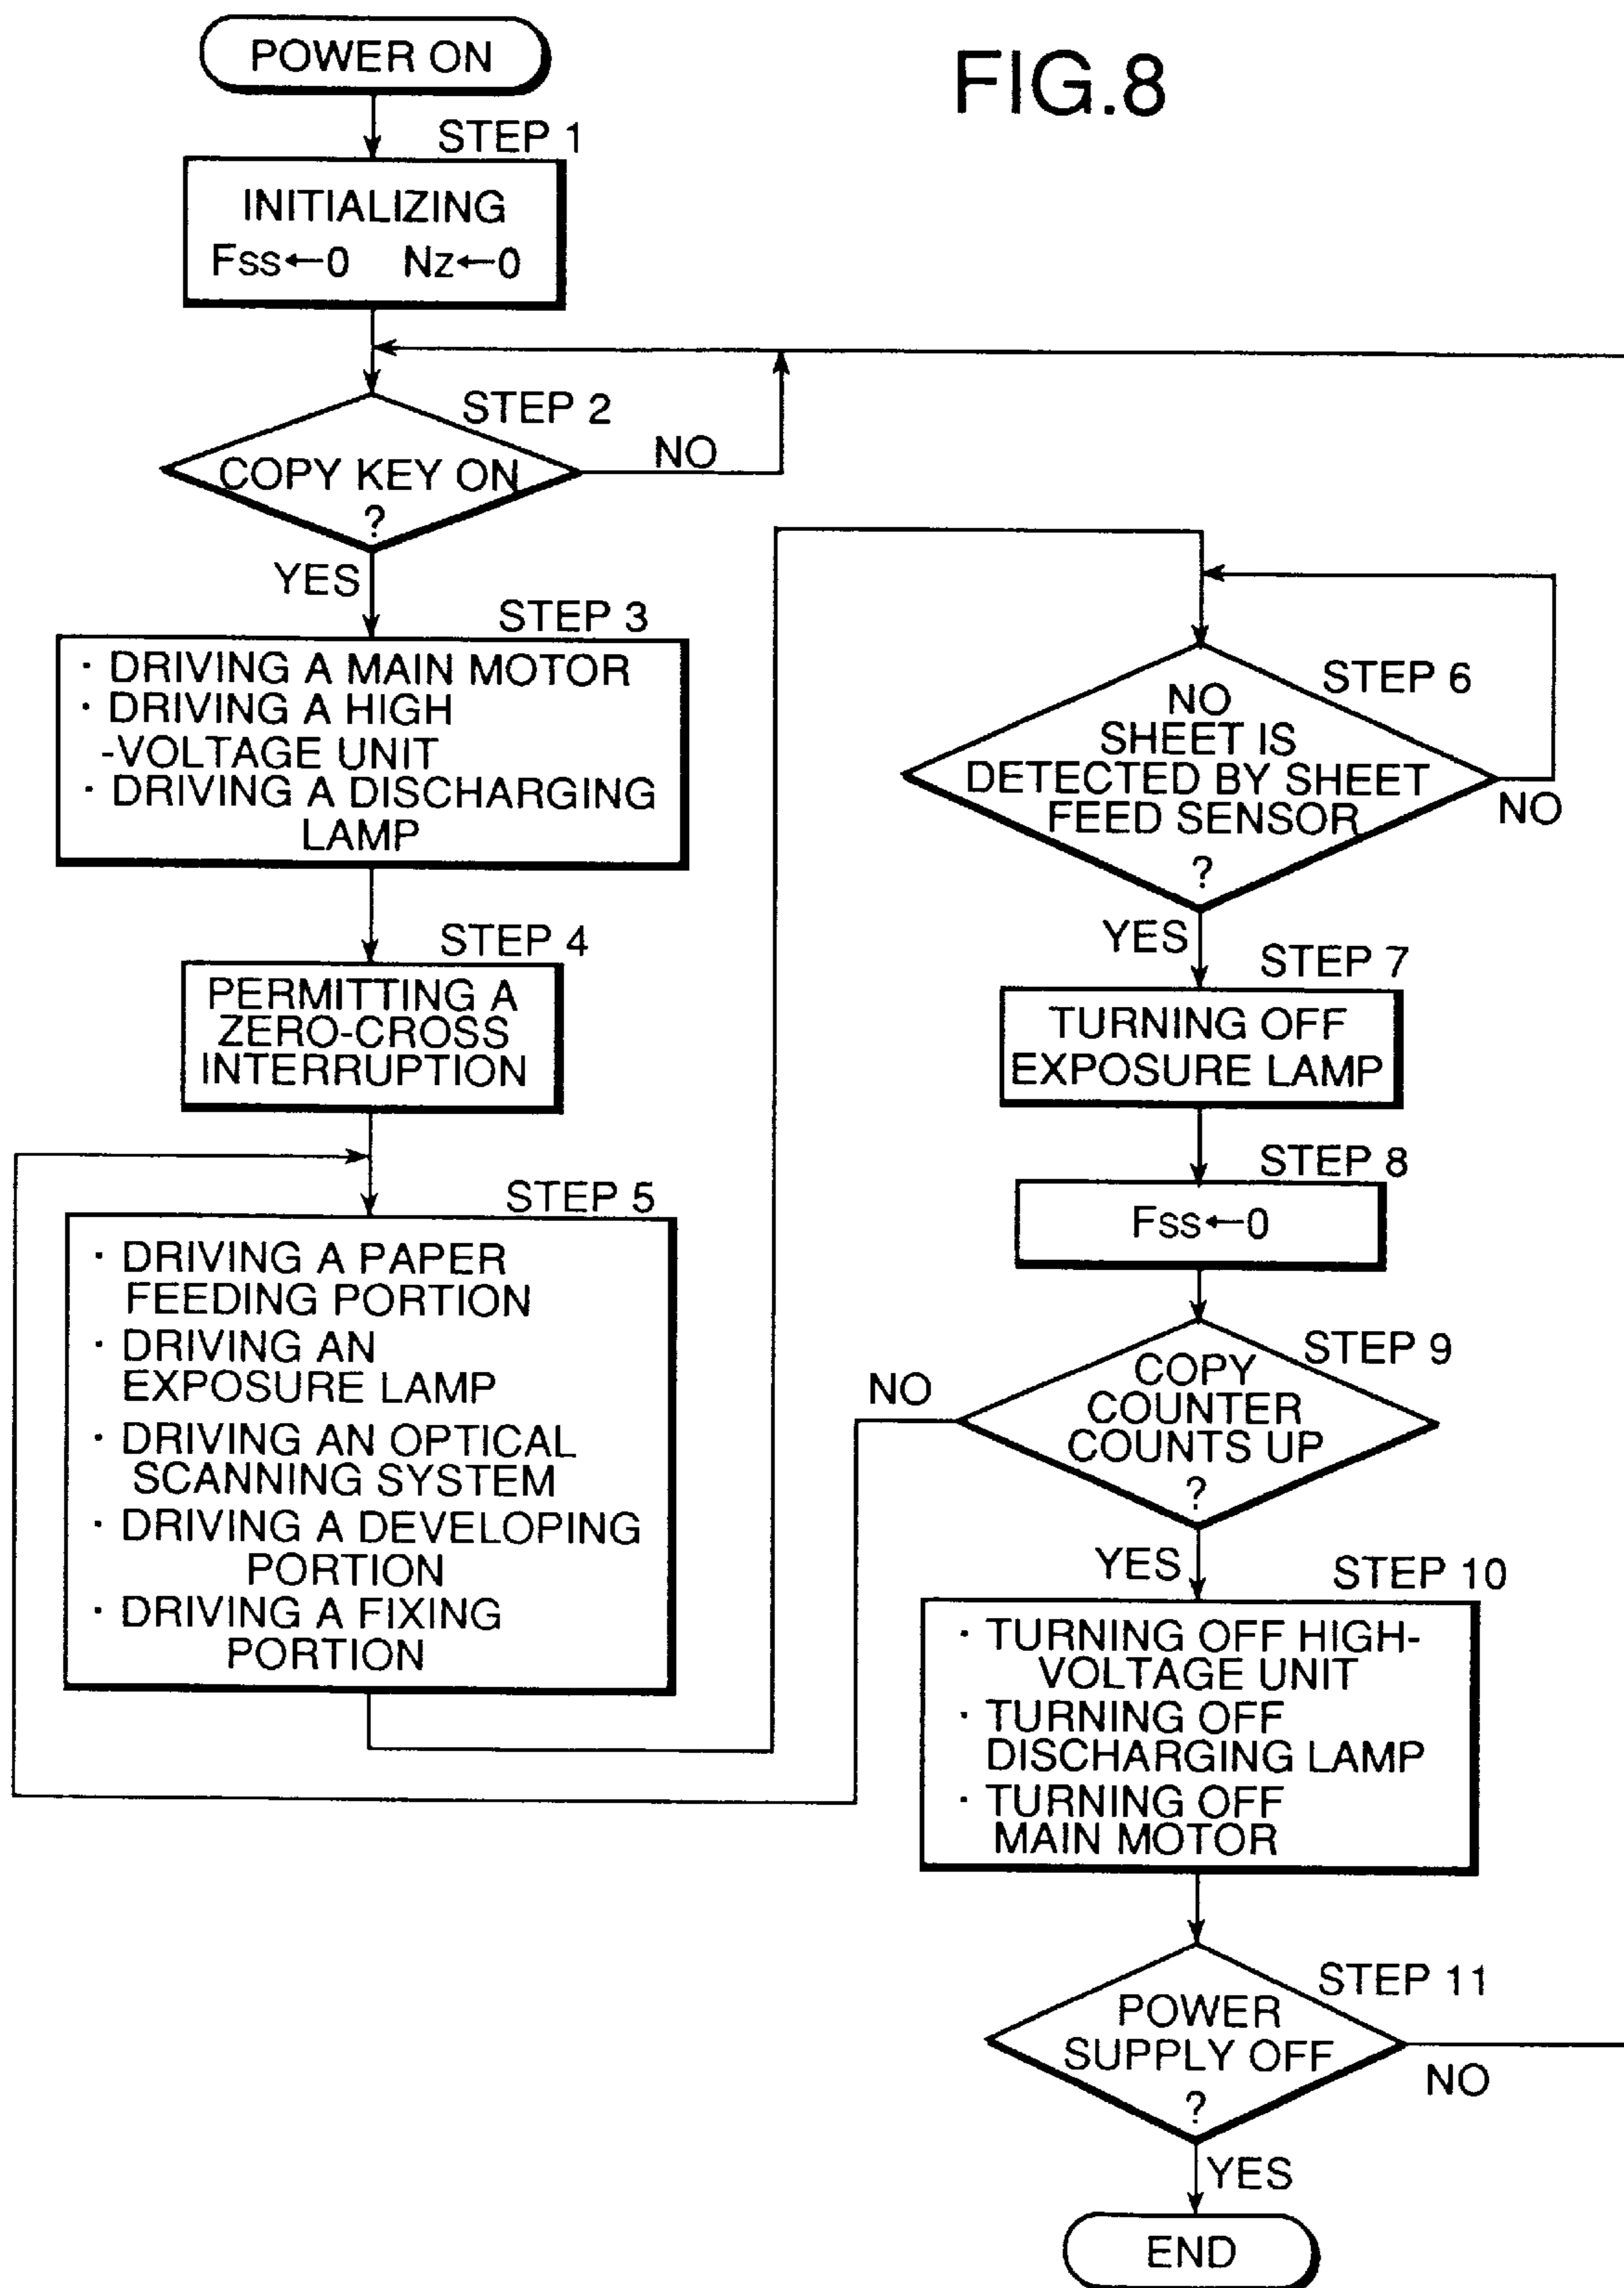 FIG.8
POWER ON
STEP 1
INITIALIZING
Fss←0 Nz←0
STEP 2
COPY KEY ON
?
NO
YES
STEP 3
· DRIVING A MAIN MOTOR
· DRIVING A HIGH
-VOLTAGE UNIT
· DRIVING A DISCHARGING
LAMP
STEP 4
PERMITTING A
ZERO-CROSS
INTERRUPTION
STEP 5
· DRIVING A PAPER
FEEDING PORTION
· DRIVING AN
EXPOSURE LAMP
· DRIVING AN OPTICAL
SCANNING SYSTEM
· DRIVING A DEVELOPING
PORTION
· DRIVING A FIXING
PORTION
STEP 6
NO
SHEET IS
DETECTED BY SHEET
FEED SENSOR
?
NO
YES
STEP 7
TURNING OFF
EXPOSURE LAMP
STEP 8
Fss←0
STEP 9
COPY
COUNTER
COUNTS UP
?
NO
YES
STEP 10
· TURNING OFF HIGH-
VOLTAGE UNIT
· TURNING OFF
DISCHARGING LAMP
· TURNING OFF
MAIN MOTOR
STEP 11
POWER
SUPPLY OFF
?
NO
YES
END